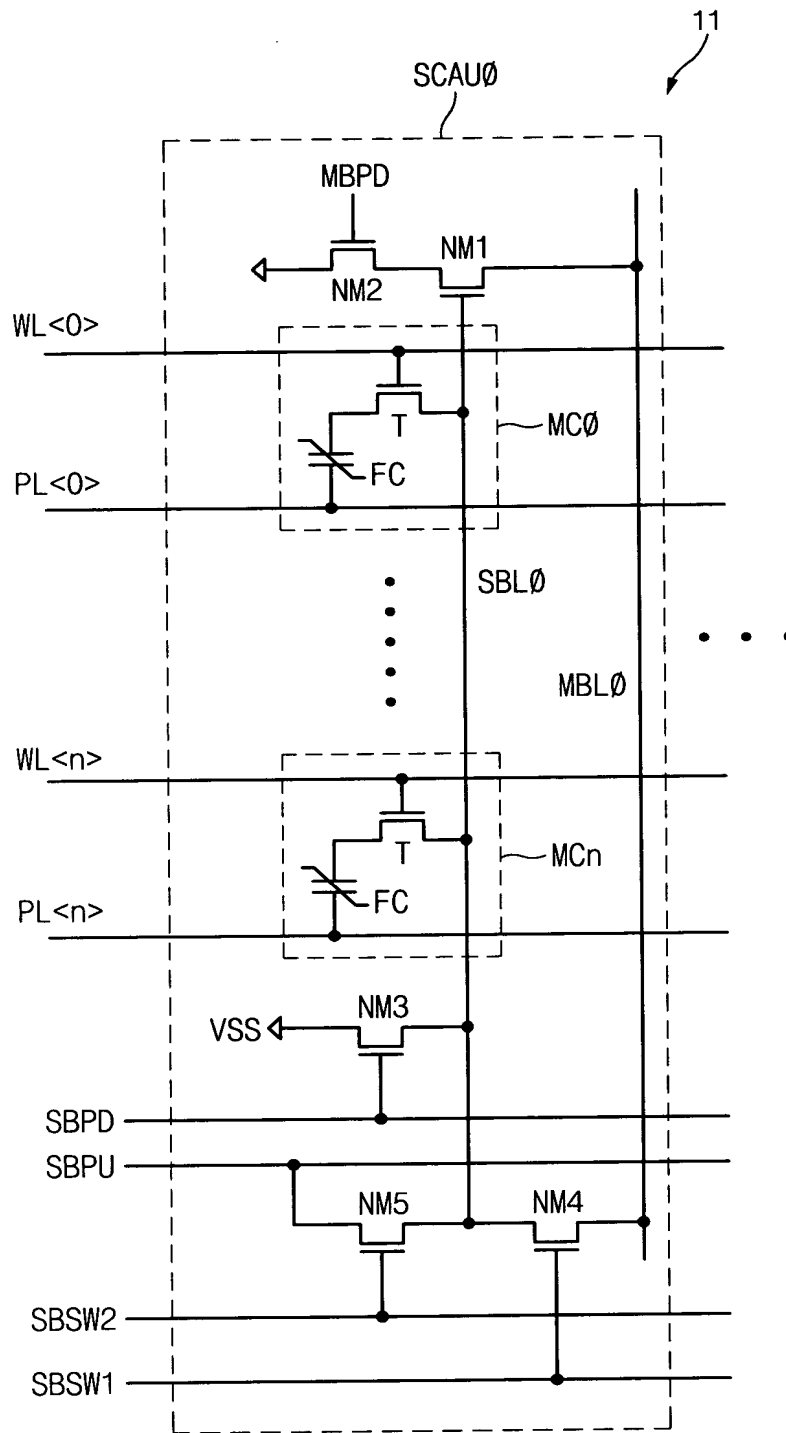 11
SCAUØ
MBPD
NM1
NM2
WL<0>
T
MCØ
FC
PL<0>
SBLØ
MBLØ
WL<n>
T
MCn
FC
PL<n>
NM3
VSS
SBPD
SBPU
NM5
NM4
SBSW2
SBSW1